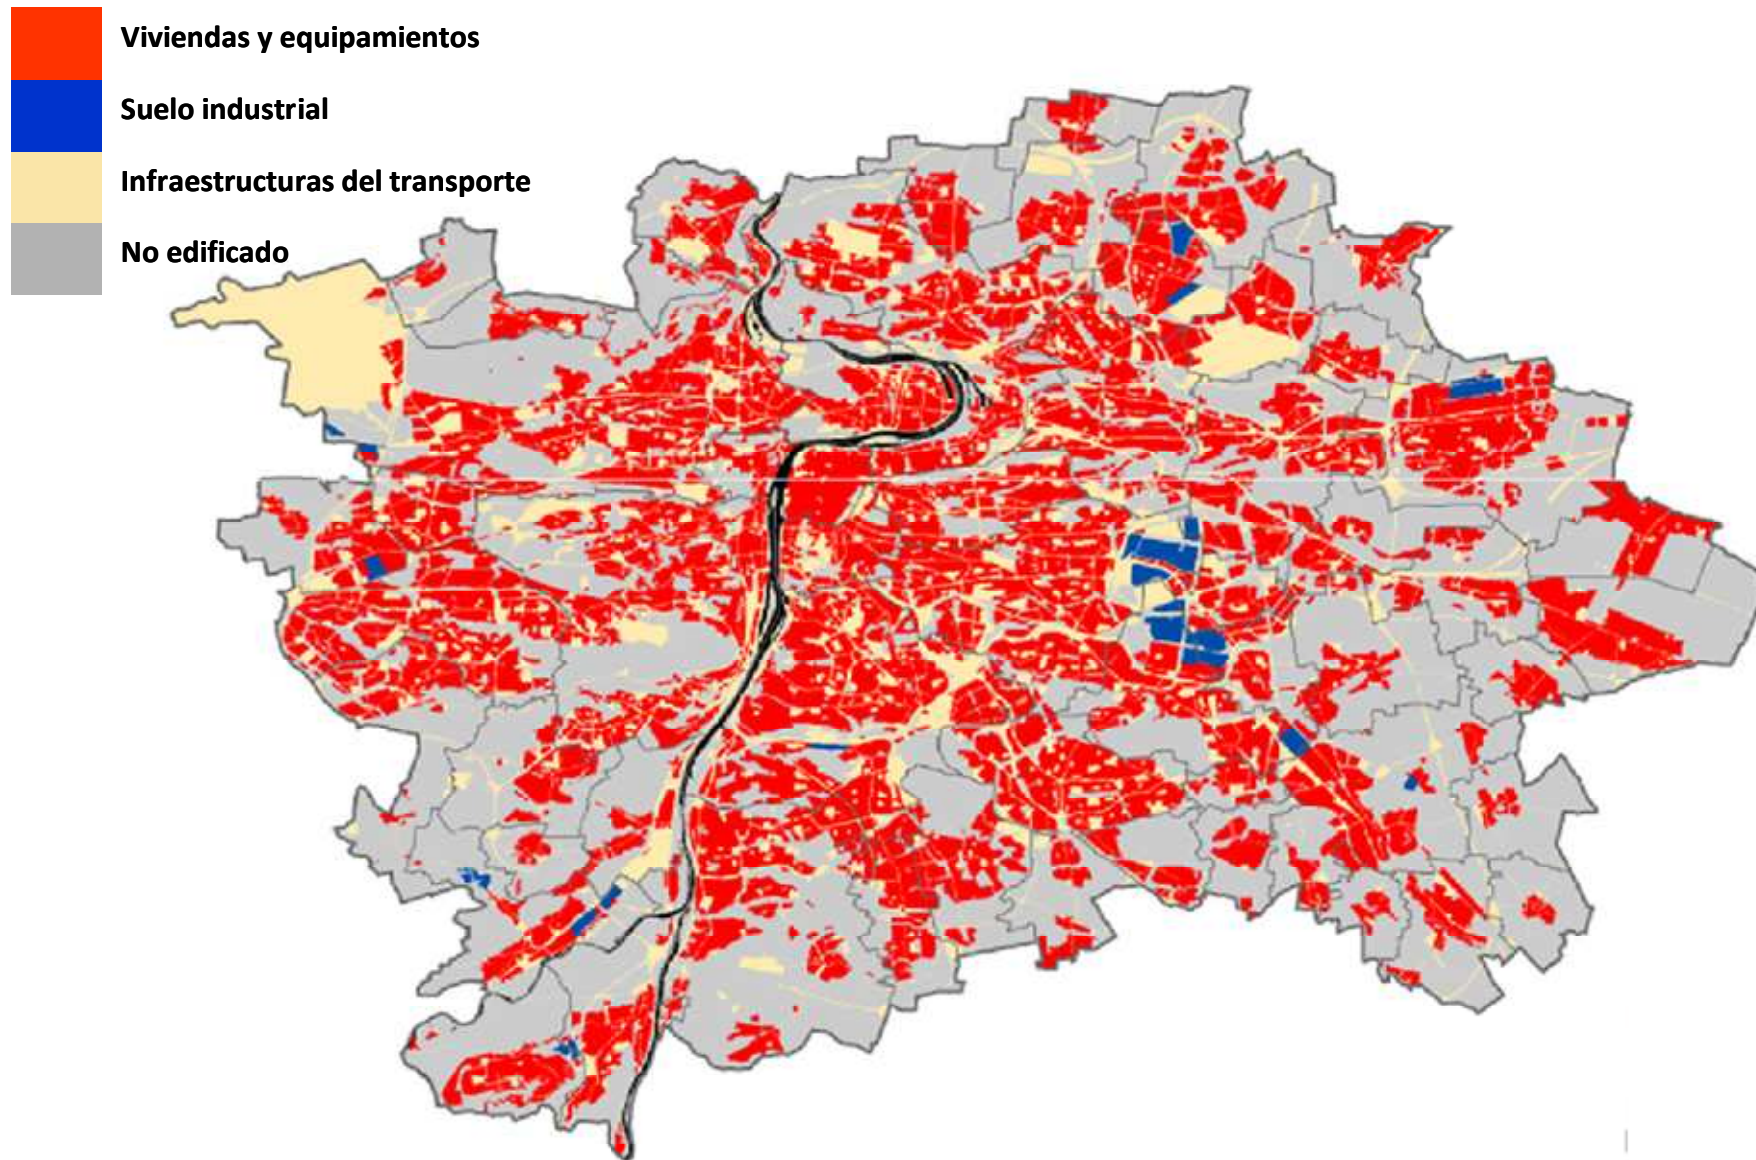 Viviendas y equipamientos
Suelo industrial
Infraestructuras del transporte
No edificado